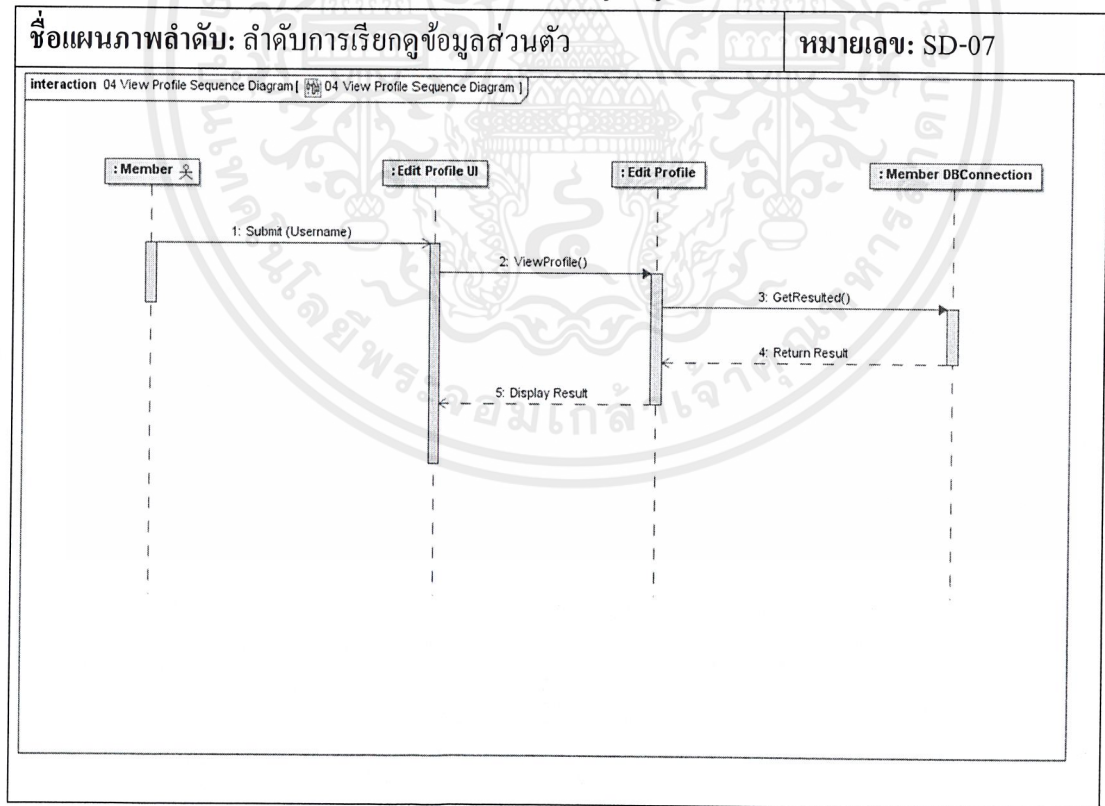 ชื่อแผนภาพลำดับ: ลำดับการเรียกดูข้อมูลส่วนตัว
หมายเลข: SD-07
interaction 04 View Profile Sequence Diagram [ 04 View Profile Sequence Diagram ]
: Member
: Edit Profile UI
: Edit Profile
: Member DBConnection
1: Submit (Username)
2: ViewProfile()
3: GetResulted()
4: Return Result
5: Display Result